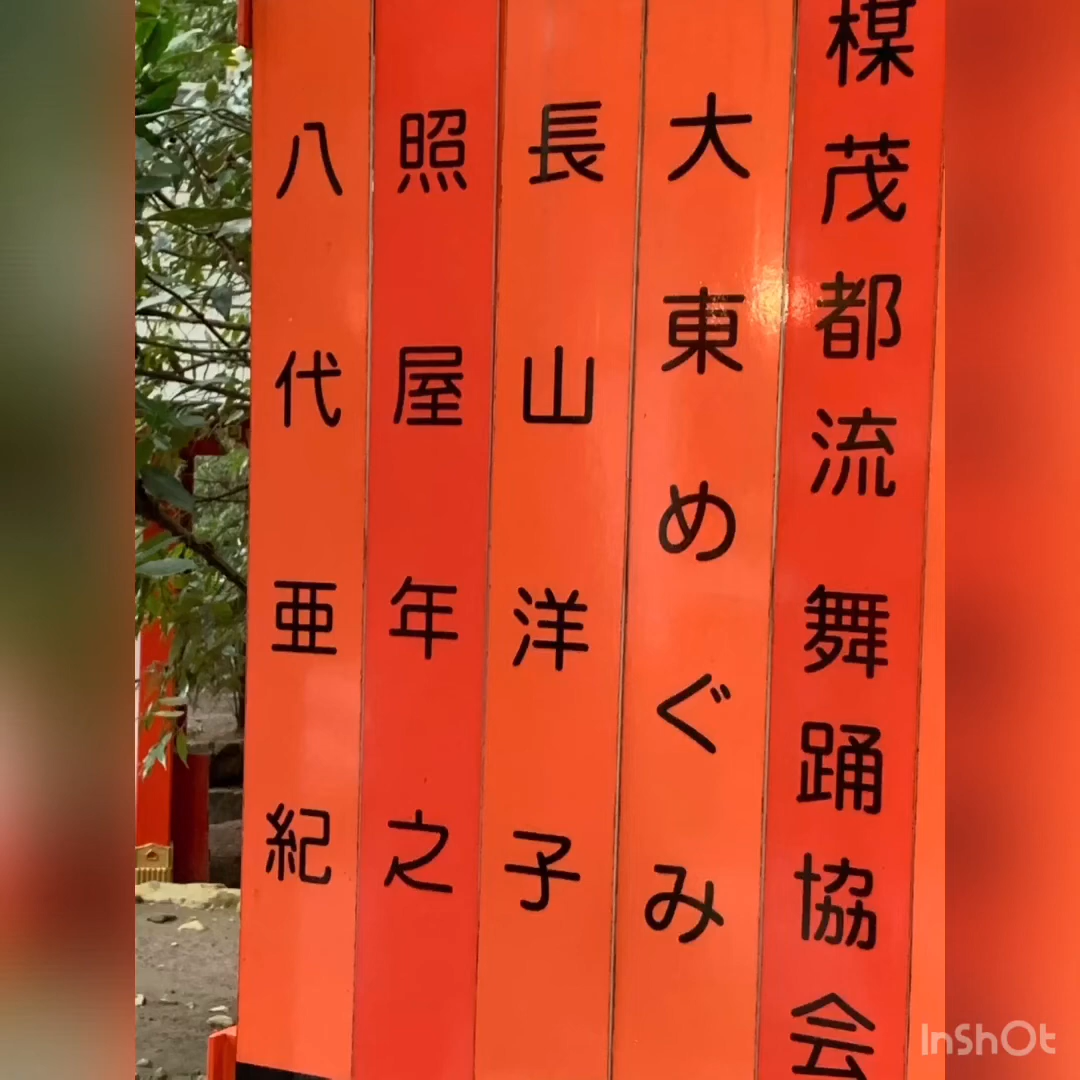 楳茂都流舞踊協会
大東めぐみ
長山洋子
照屋年之
八代亜紀
InShOt